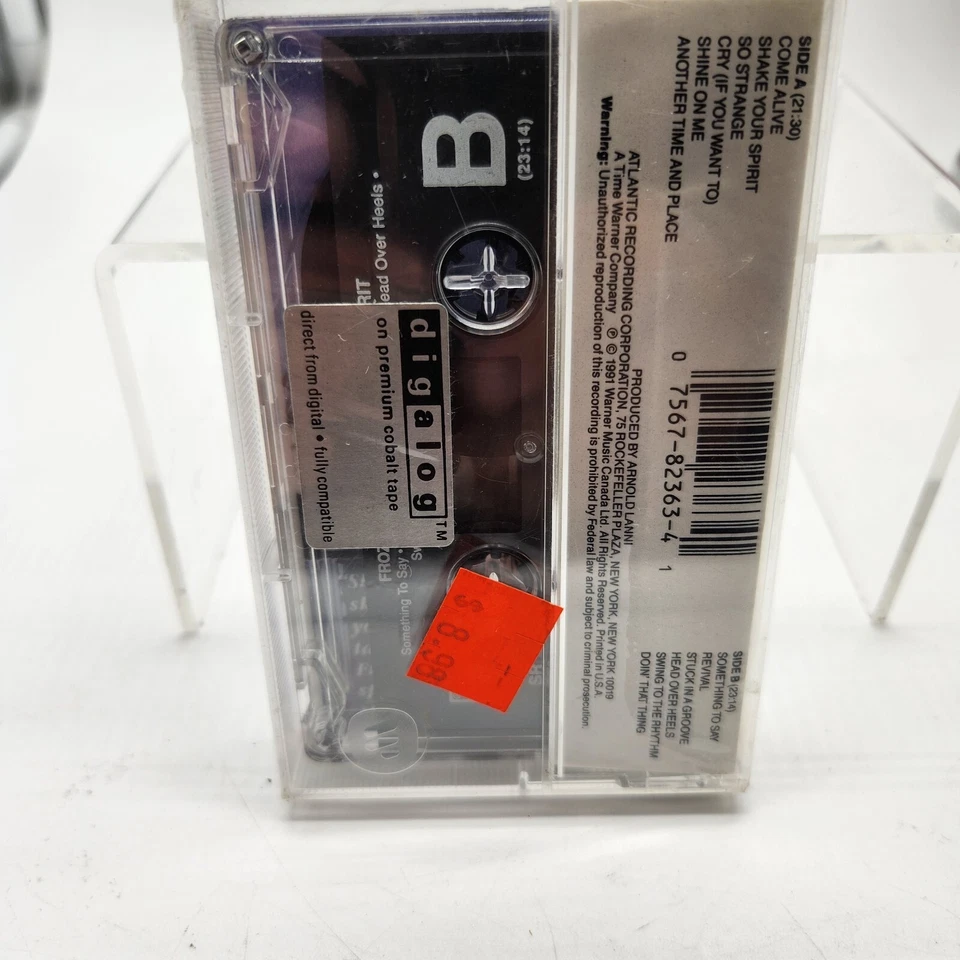 SIDE A (21:30)
COME ALIVE
SHAKE YOUR SPIRIT
SO STRANGE
CRY (IF YOU WANT TO)
SHINE ON ME
ANOTHER TIME AND PLACE
PRODUCED BY ARNOLD LANNI
ATLANTIC RECORDING CORPORATION, 75 ROCKEFELLER PLAZA, NEW YORK, NEW YORK 10019
A Time Warner Company ℗ © 1991 Warner Music Canada Ltd. All Rights Reserved. Printed in U.S.A.
Warning: Unauthorized reproduction of this recording is prohibited by Federal law and subject to criminal prosecution.
0 7567-82363-4 1
SIDE B (23:14)
SOMETHING TO SAY
REVIVAL
STUCK IN A GROOVE
HEAD OVER HEELS
SWING TO THE RHYTHM
DOIN' THAT THING
B
(23:14)
Over Heels •
Something To Say •
digalog™
on premium cobalt tape
direct from digital • fully compatible
$ 8.98